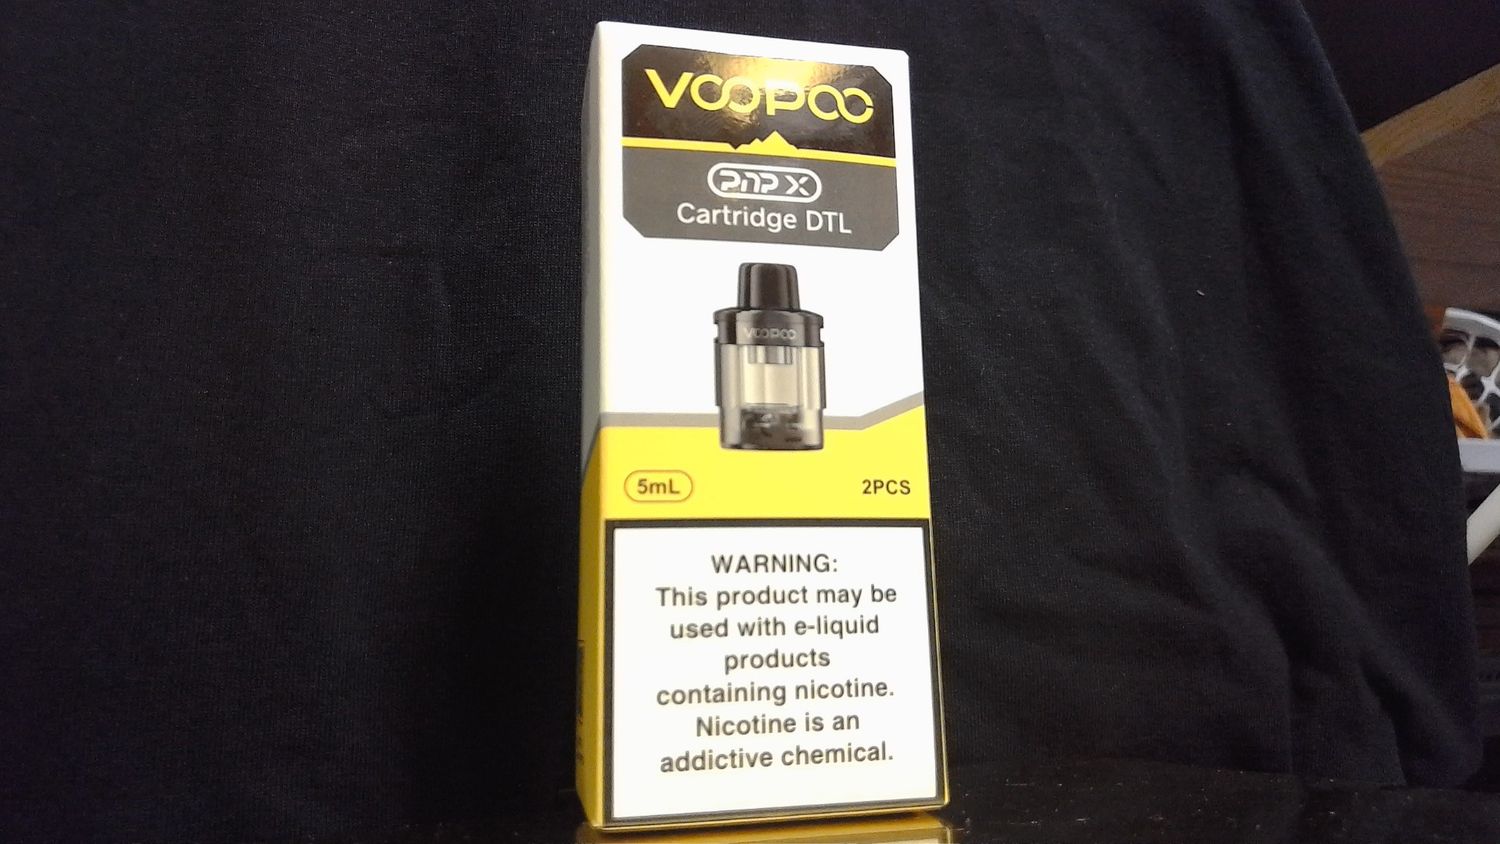 VOOPOO
PNP X
Cartridge DTL
VOOPOO
5mL
2PCS
WARNING:
This product may be
used with e-liquid
products
containing nicotine.
Nicotine is an
addictive chemical.